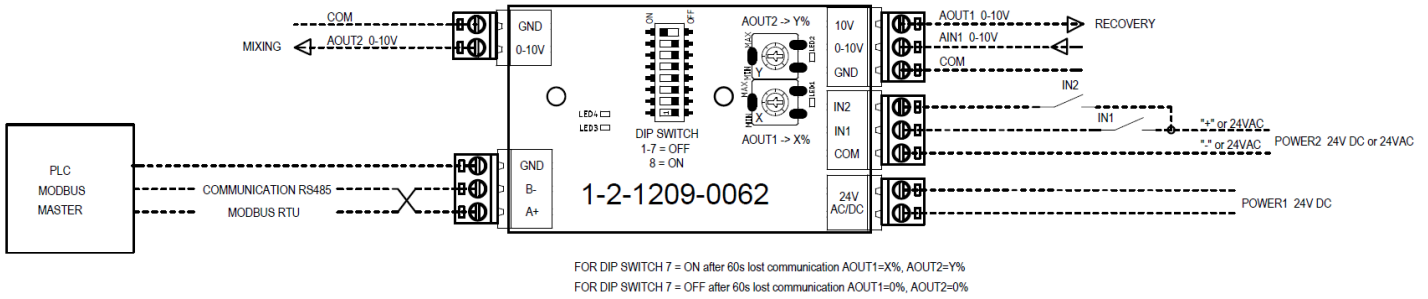 COM
MIXING
AOUT2 0-10V
GND
0-10V
ON
OFF
AOUT2 -> Y%
MAX
MIN
Y
LED2
MAX
MIN
X
LED1
AOUT1 -> X%
LED4
LED3
DIP SWITCH
1-7 = OFF
8 = ON
1-2-1209-0062
10V
0-10V
GND
AOUT1 0-10V
RECOVERY
AIN1 0-10V
COM
IN2
IN1
COM
IN2
IN1
"+" or 24VAC
POWER2 24V DC or 24VAC
"-" or 24VAC
24V
AC/DC
POWER1 24V DC
PLC
MODBUS
MASTER
COMMUNICATION RS485
MODBUS RTU
GND
B-
A+
FOR DIP SWITCH 7 = ON after 60s lost communication AOUT1=X%, AOUT2=Y%
FOR DIP SWITCH 7 = OFF after 60s lost communication AOUT1=0%, AOUT2=0%